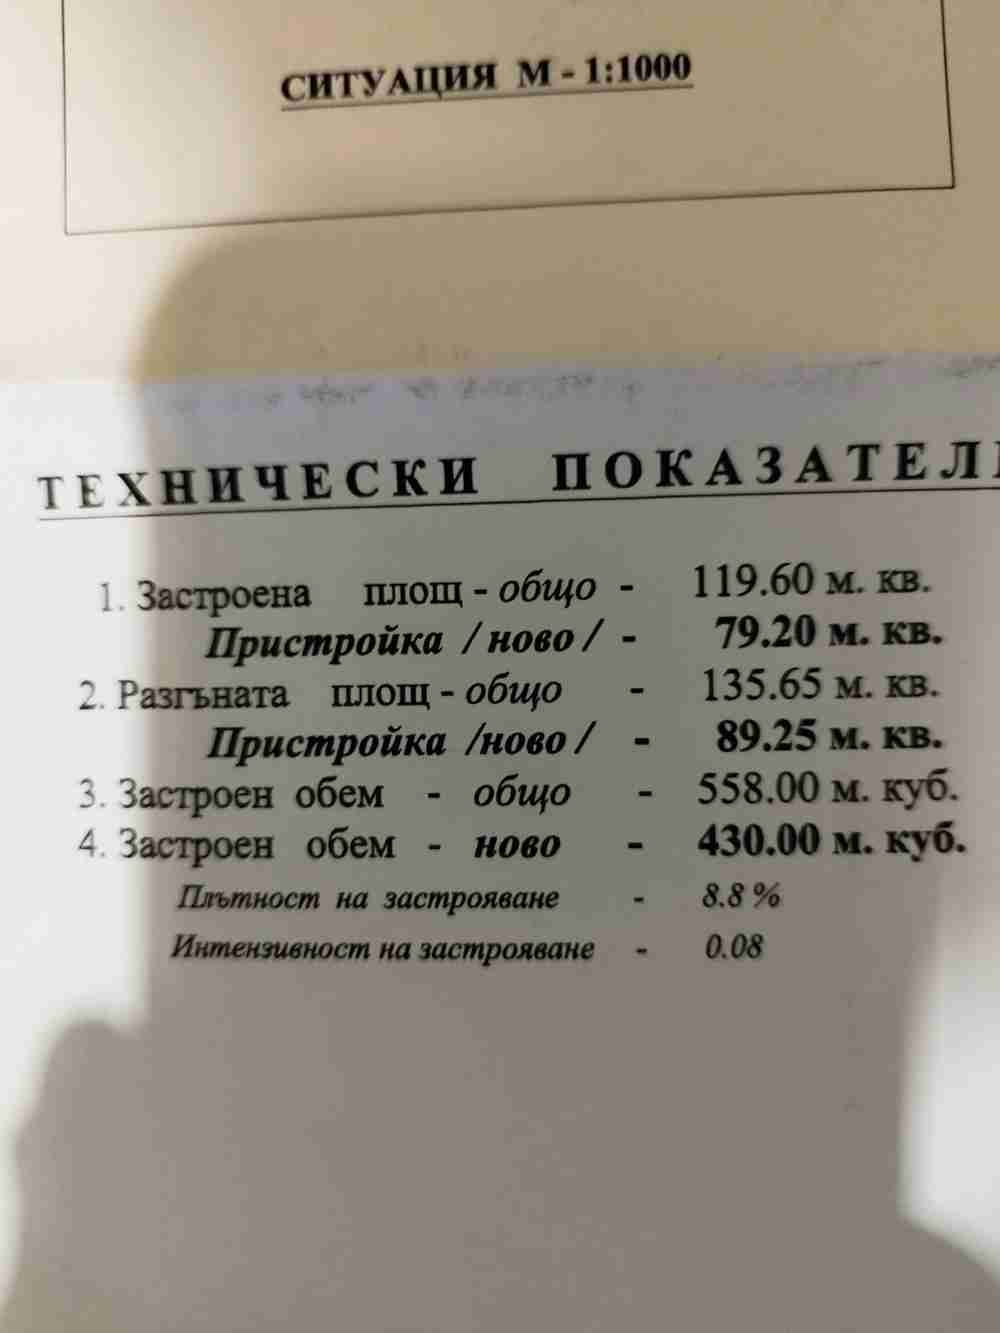 СИТУАЦИЯ М - 1:1000
ТЕХНИЧЕСКИ ПОКАЗАТЕЛИ
1. Застроена площ - общо - 119.60 м. кв.
Пристройка / ново / - 79.20 м. кв.
2. Разгъната площ - общо - 135.65 м. кв.
Пристройка /ново / - 89.25 м. кв.
3. Застроен обем - общо - 558.00 м. куб.
4. Застроен обем - ново - 430.00 м. куб.
Плътност на застрояване - 8.8 %
Интензивност на застрояване - 0.08